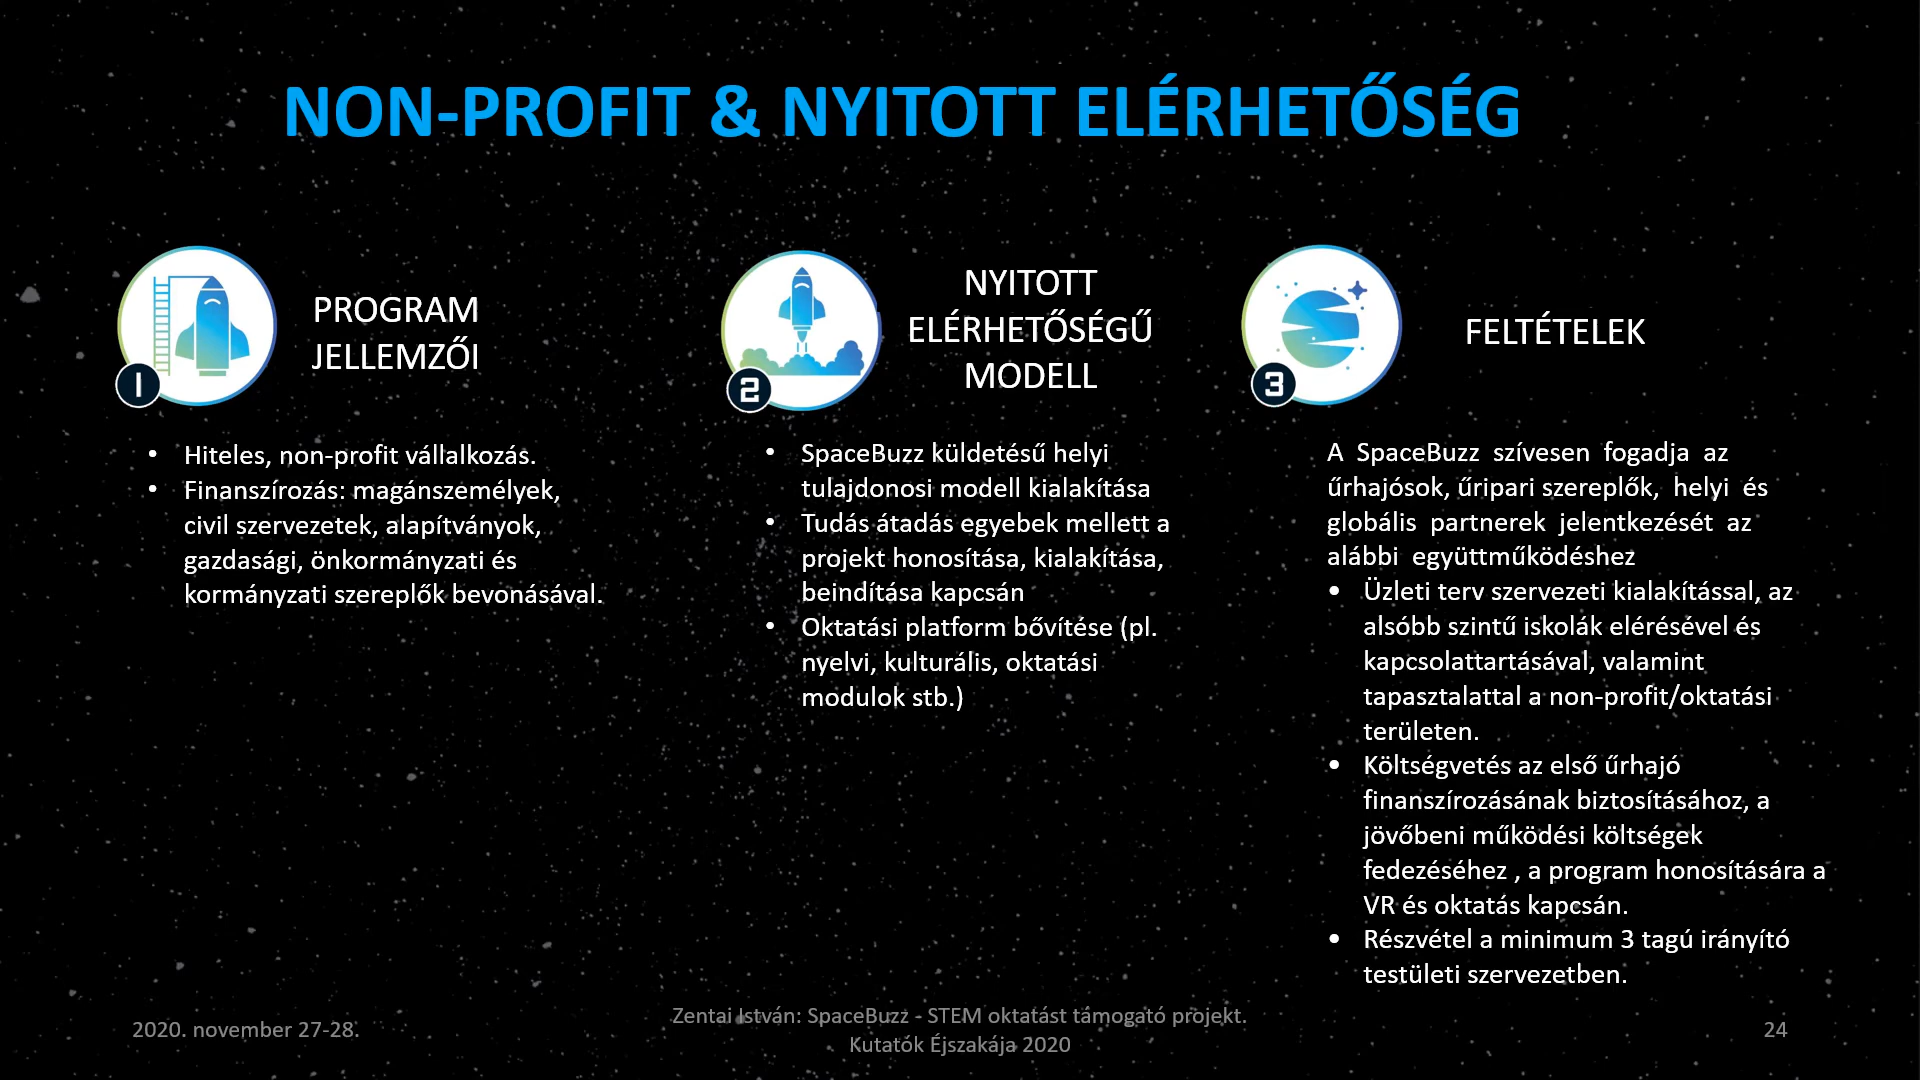 NON-PROFIT & NYITOTT ELÉRHETŐSÉG
1
PROGRAM
JELLEMZŐI
• Hiteles, non-profit vállalkozás.
• Finanszírozás: magánszemélyek,
civil szervezetek, alapítványok,
gazdasági, önkormányzati és
kormányzati szereplők bevonásával.
2
NYITOTT
ELÉRHETŐSÉGŰ
MODELL
• SpaceBuzz küldetésű helyi
tulajdonosi modell kialakítása
• Tudás átadás egyebek mellett a
projekt honosítása, kialakítása,
beindítása kapcsán
• Oktatási platform bővítése (pl.
nyelvi, kulturális, oktatási
modulok stb.)
3
FELTÉTELEK
A SpaceBuzz szívesen fogadja az
űrhajósok, űripari szereplők, helyi és
globális partnerek jelentkezését az
alábbi együttműködéshez
• Üzleti terv szervezeti kialakítással, az
alsóbb szintű iskolák elérésével és
kapcsolattartásával, valamint
tapasztalattal a non-profit/oktatási
területen.
• Költségvetés az első űrhajó
finanszírozásának biztosításához, a
jövőbeni működési költségek
fedezéséhez , a program honosítására a
VR és oktatás kapcsán.
• Részvétel a minimum 3 tagú irányító
testületi szervezetben.
2020. november 27-28.
Zentai István: SpaceBuzz - STEM oktatást támogató projekt.
Kutatók Éjszakája 2020
24